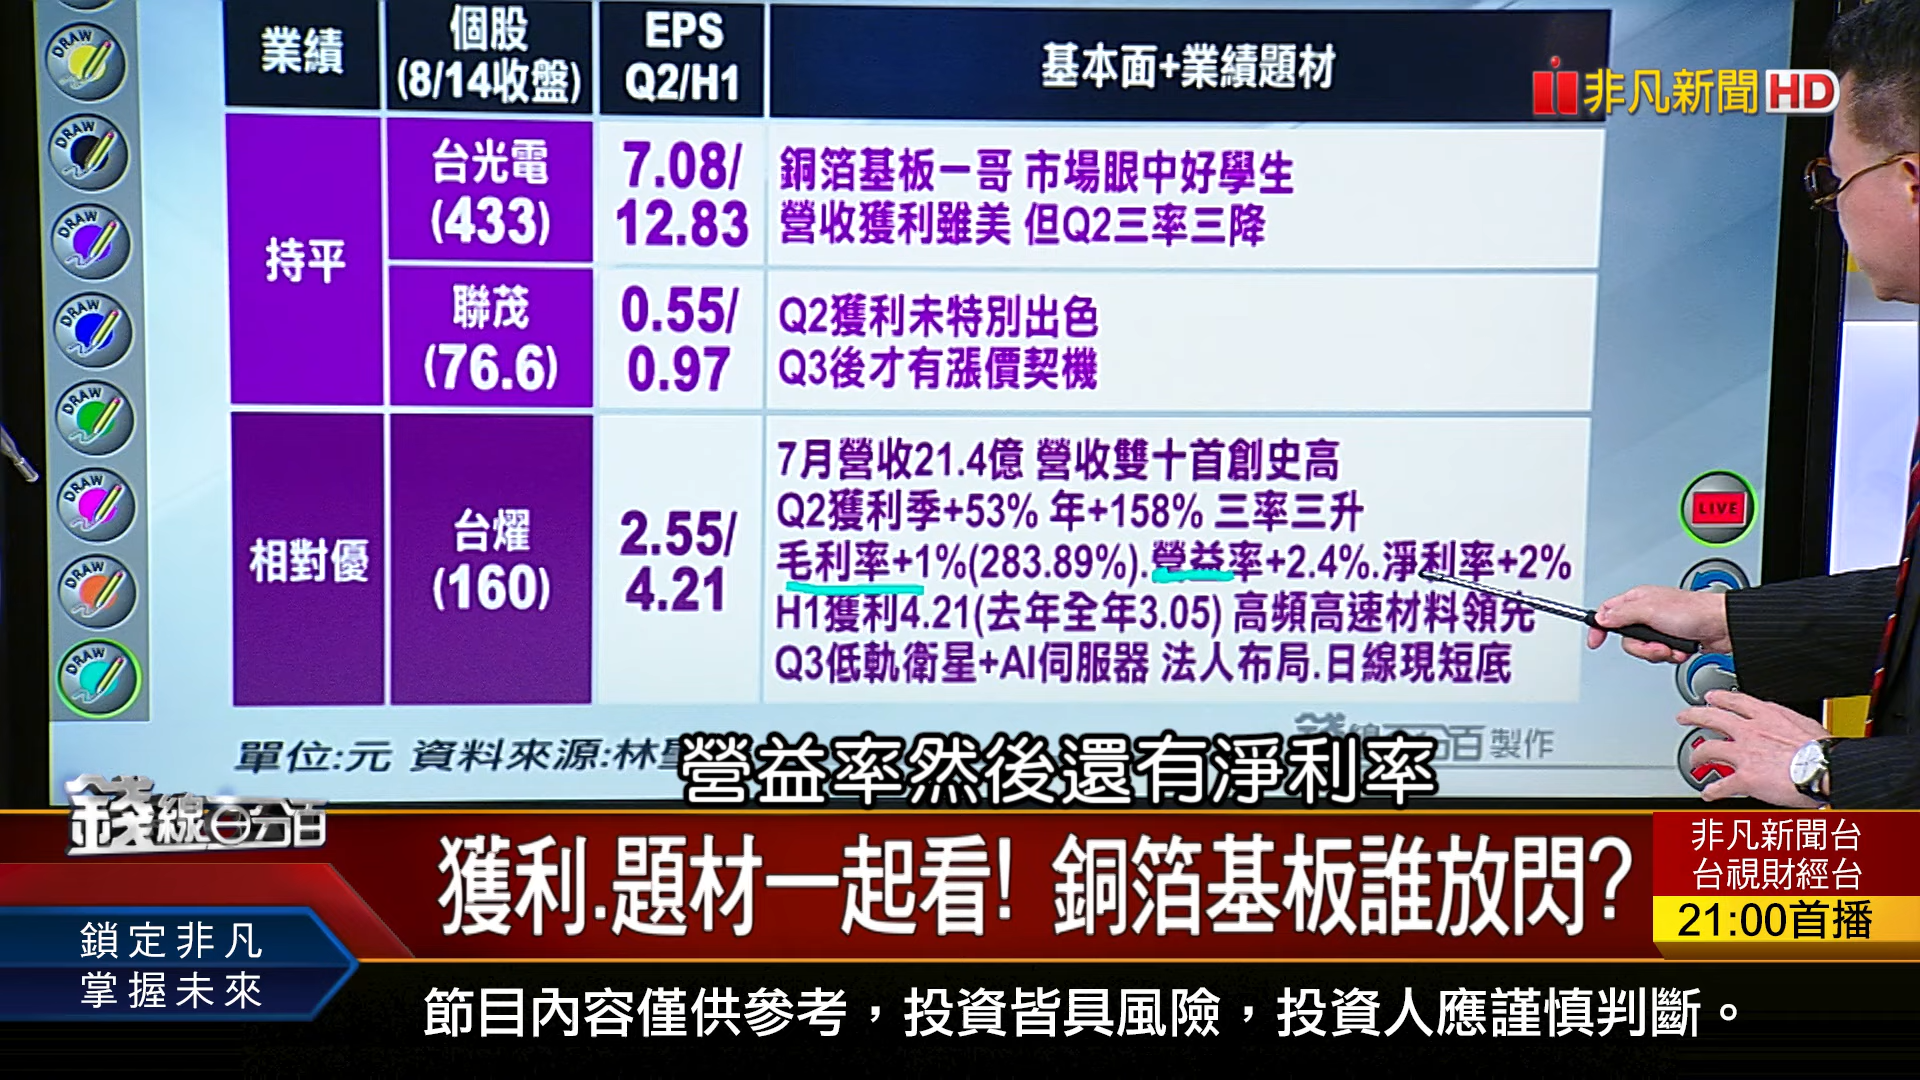 業績
個股
(8/14收盤)
EPS
Q2/H1
基本面+業績題材
非凡新聞HD
持平
台光電
(433)
7.08/
12.83
銅箔基板一哥 市場眼中好學生
營收獲利雖美 但Q2三率三降
聯茂
(76.6)
0.55/
0.97
Q2獲利未特別出色
Q3後才有漲價契機
相對優
台燿
(160)
2.55/
4.21
7月營收21.4億 營收雙十首創史高
Q2獲利季+53% 年+158% 三率三升
毛利率+1%(283.89%).營益率+2.4%.淨利率+2%
H1獲利4.21(去年全年3.05) 高頻高速材料領先
Q3低軌衛星+AI伺服器 法人布局.日線現短底
DRAW
DRAW
DRAW
DRAW
DRAW
DRAW
DRAW
DRAW
LIVE
單位:元 資料來源:林
製作
營益率然後還有淨利率
錢線百分百
獲利.題材一起看! 銅箔基板誰放閃?
非凡新聞台
台視財經台
21:00首播
鎖定非凡
掌握未來
節目內容僅供參考，投資皆具風險，投資人應謹慎判斷。